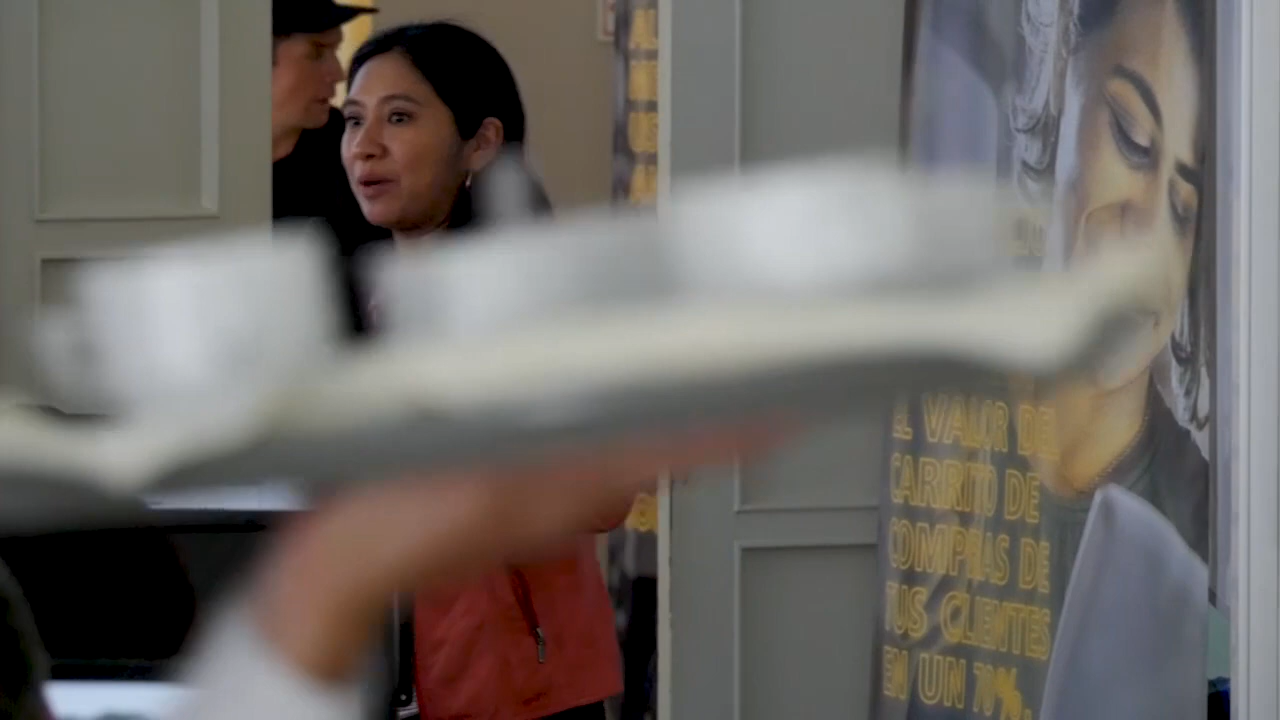 EL VALOR DEL
CARRITO DE
COMPRAS DE
TUS CLIENTES
EN UN 70%.